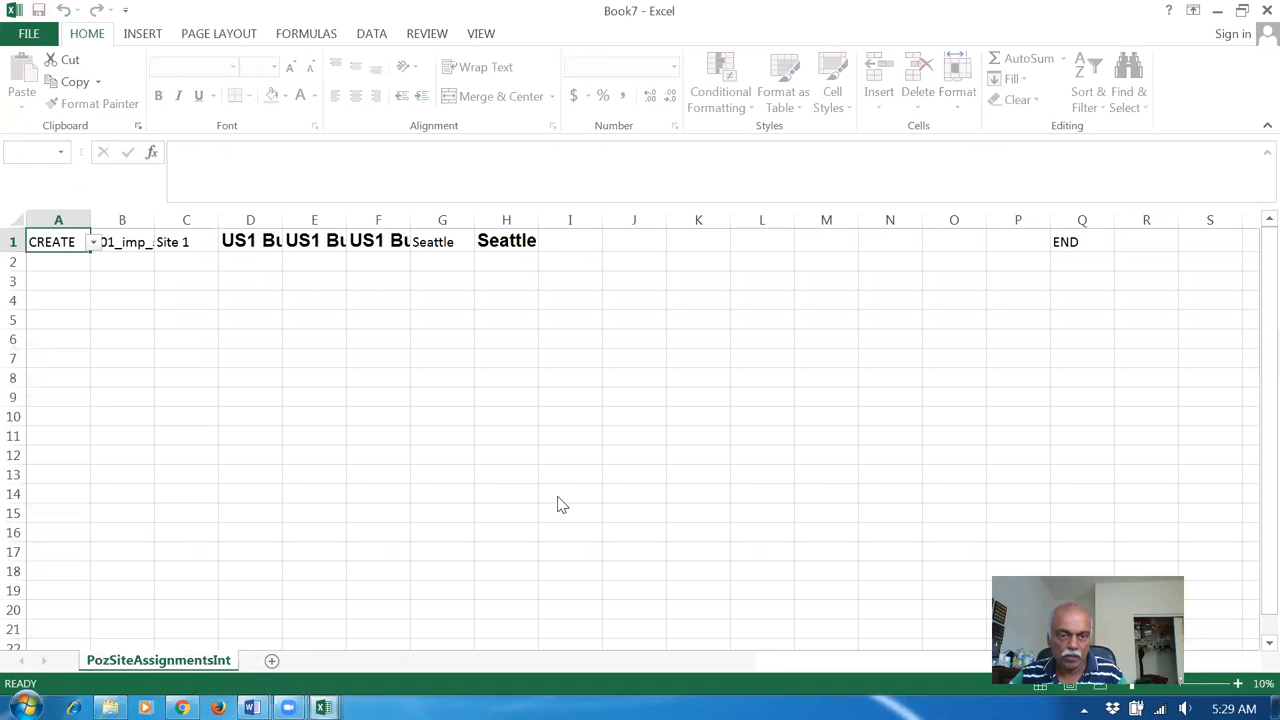 Book7 - Excel
?
FILE HOME INSERT PAGE LAYOUT FORMULAS DATA REVIEW VIEW Sign in
Paste Cut Copy Format Painter
B I U A A A
Wrap Text Merge & Center
$ % ,
Conditional Formatting Format as Table Cell Styles
Insert Delete Format
AutoSum Fill Clear Sort & Filter Find & Select
Clipboard Font Alignment Number Styles Cells Editing
fx
A B C D E F G H I J K L M N O P Q R S
1 CREATE 01_imp_ Site 1 US1 Bu US1 Bu US1 Bu Seattle Seattle END
2
3
4
5
6
7
8
9
10
11
12
13
14
15
16
17
18
19
20
21
22
PozSiteAssignmentsInt
READY 10%
5:29 AM